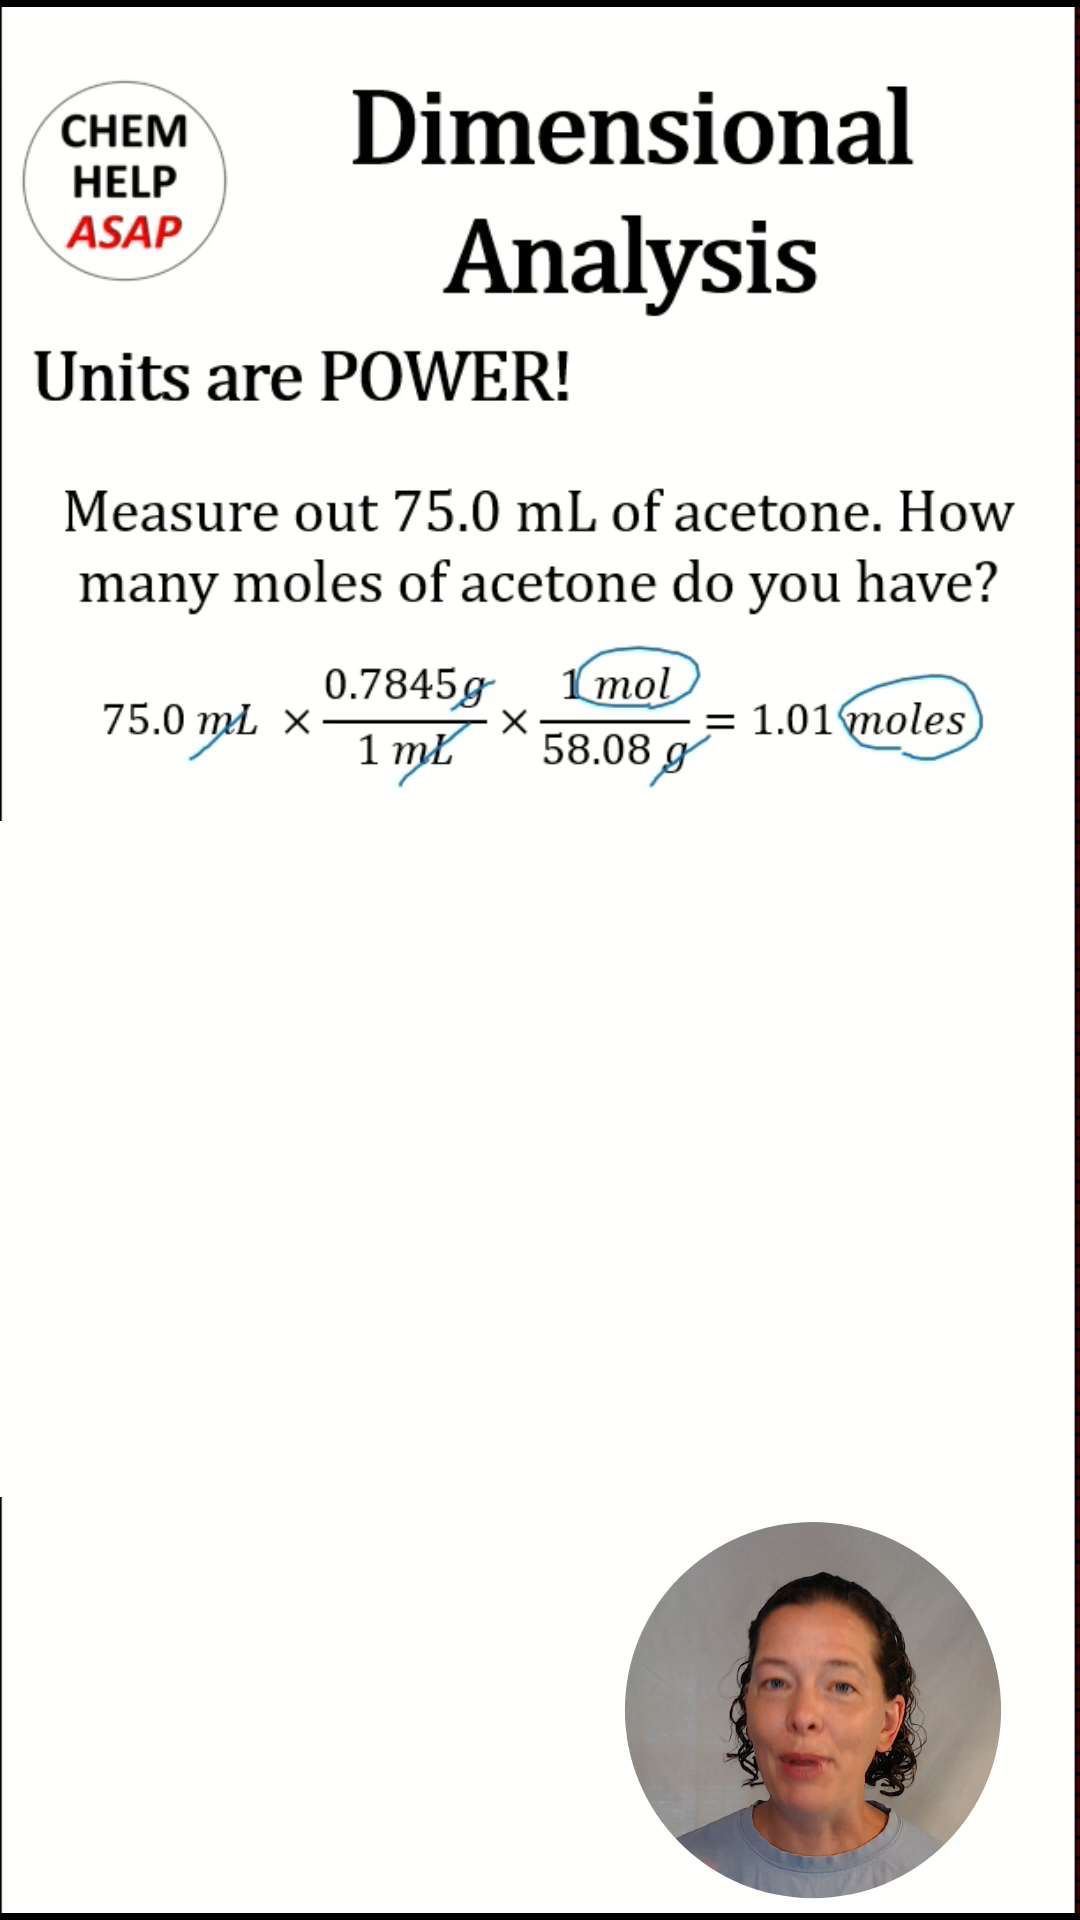 CHEM
HELP
ASAP
Dimensional
Analysis
Units are POWER!
Measure out 75.0 mL of acetone. How
many moles of acetone do you have?
75.0 mL × 0.7845g / 1 mL × 1 mol / 58.08 g = 1.01 moles